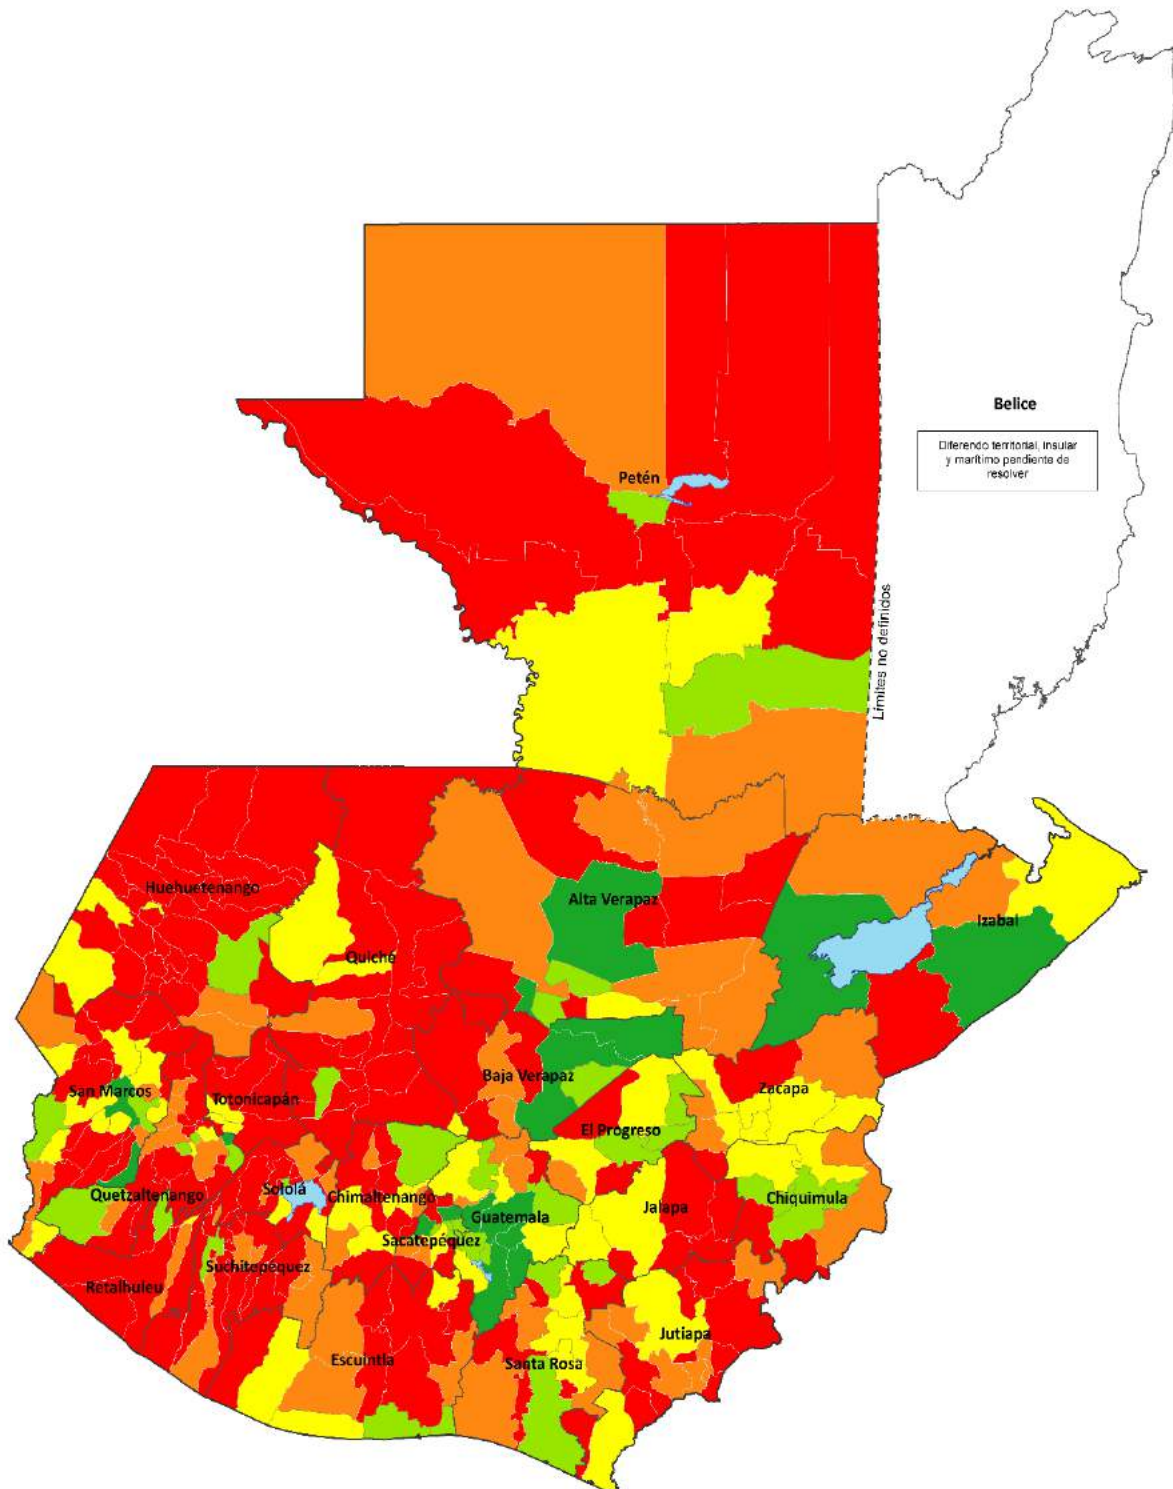 Belice
Diferendo territorial, insular
y marítimo pendiente de
resolver
Petén
Límites no definidos
Huehuetenango
Alta Verapaz
Izabal
Quiché
San Marcos
Totonicapán
Baja Verapaz
Zacapa
El Progreso
Quetzaltenango
Sololá
Chimaltenango
Guatemala
Jalapa
Chiquimula
Sacatepéquez
Suchitepéquez
Retalhuleu
Jutiapa
Escuintla
Santa Rosa